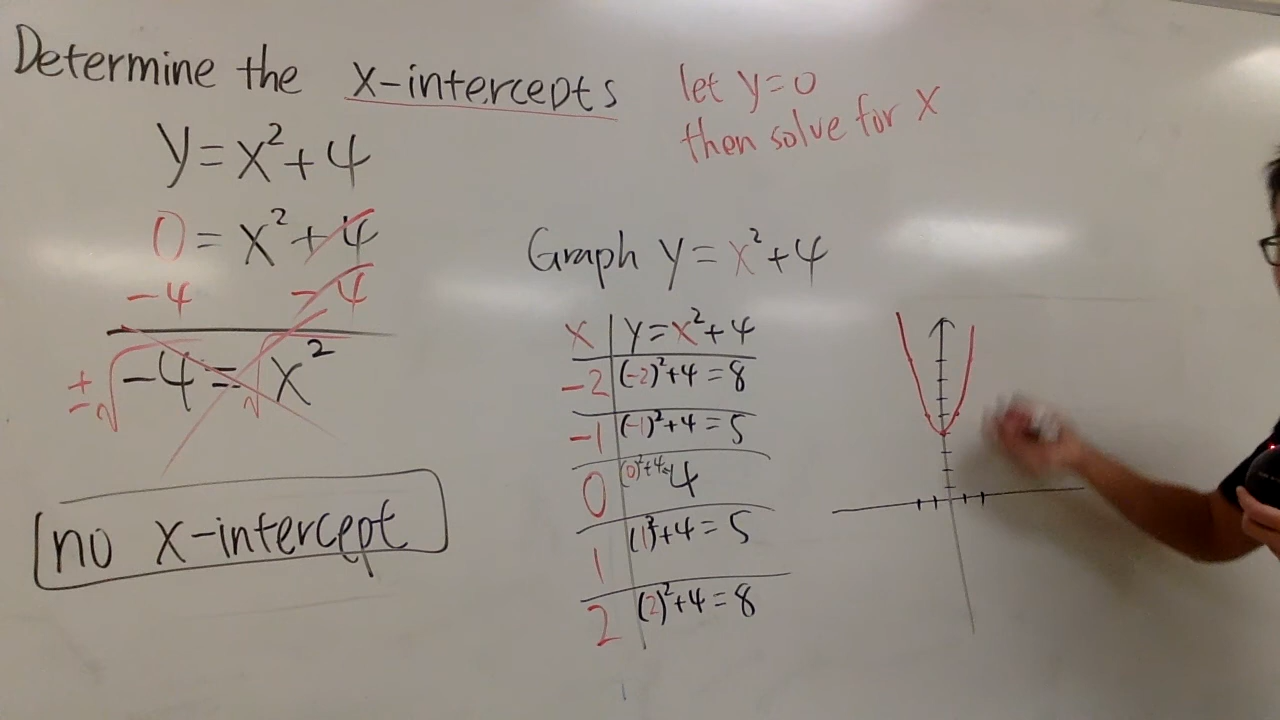 Determine the x-intercepts
let y=0
then solve for x
y=x²+4
0=x²+4
-4 -4
±√-4=√x²
no x-intercept
Graph y=x²+4
x | y=x²+4
-2 | (-2)²+4=8
-1 | (-1)²+4=5
0 | (0)²+4=4
1 | (1)²+4=5
2 | (2)²+4=8